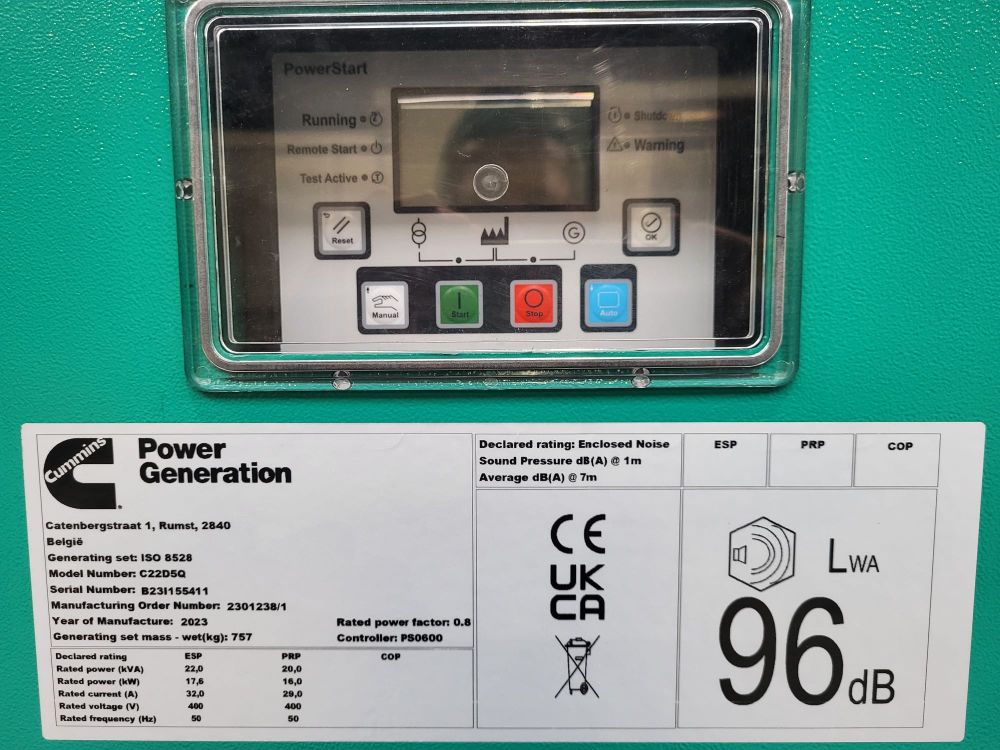 PowerStart
Running
Remote Start
Test Active
Warning
Reset
OK
G
Manual
Start
Stop
Auto
Cummins
Power
Generation
Catenbergstraat 1, Rumst, 2840
België
Generating set: ISO 8528
Model Number: C22D5Q
Serial Number: B23I155411
Manufacturing Order Number: 2301238/1
Year of Manufacture: 2023
Rated power factor: 0.8
Generating set mass - wet(kg): 757
Controller: PS0600
Declared rating ESP PRP COP
Rated power (kVA) 22,0 20,0
Rated power (kW) 17,6 16,0
Rated current (A) 32,0 29,0
Rated voltage (V) 400 400
Rated frequency (Hz) 50 50
Declared rating: Enclosed Noise
Sound Pressure dB(A) @ 1m
Average dB(A) @ 7m
ESP PRP COP
CE
UK
CA
LWA
96 dB